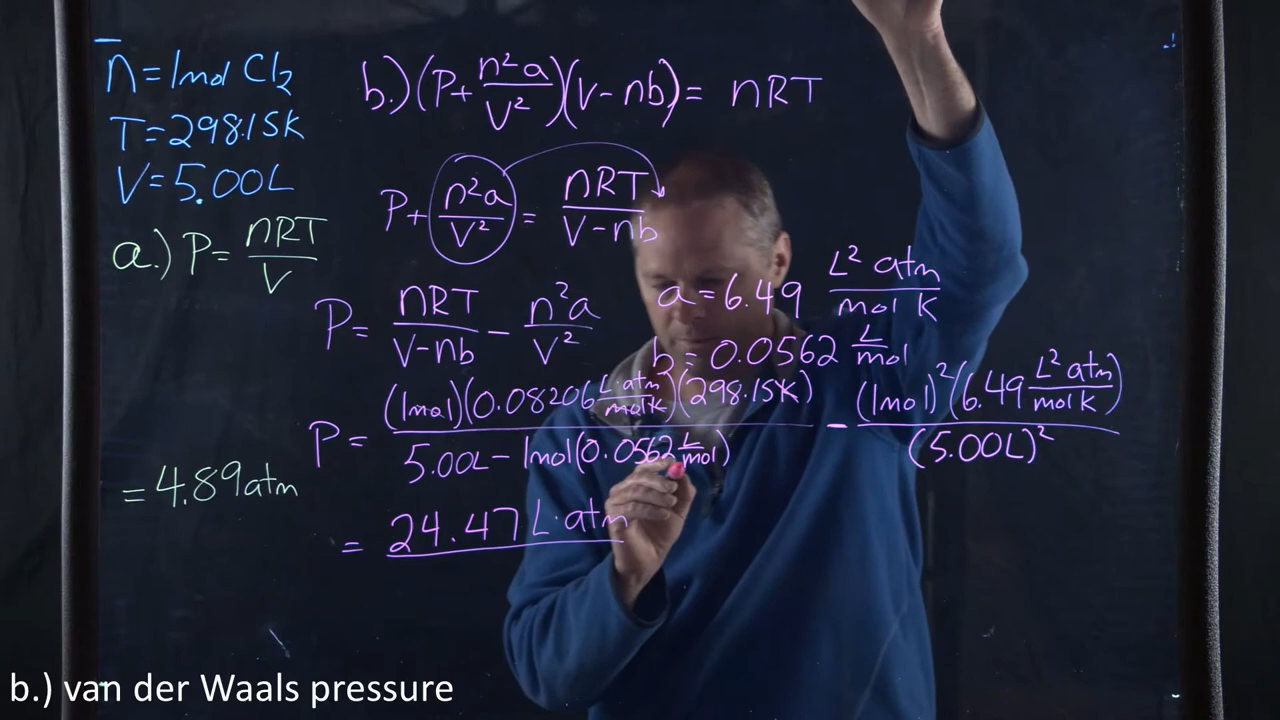 n̅ = 1mol Cl₂
T = 298.15K
V = 5.00L
a.) P = nRT/V
= 4.89atm
b.) (P + n²a/V²)(V - nb) = nRT
P + n²a/V² = nRT/V-nb
P = nRT/V-nb - n²a/V²
a = 6.49 L² atm/mol K
b = 0.0562 L/mol
P = (1mol)(0.08206 L·atm/mol K)(298.15K)/5.00L - 1mol(0.0562 L/mol) - (1mol)²(6.49 L² atm/mol K)/(5.00L)²
= 24.47 L·atm
b.) van der Waals pressure